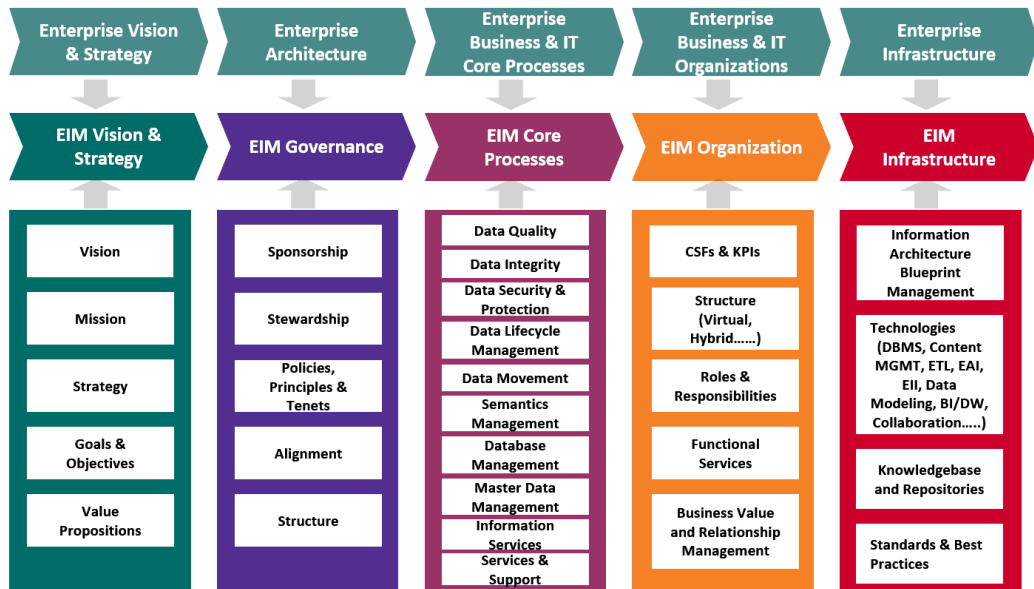 Enterprise Vision
& Strategy
Enterprise
Architecture
Enterprise
Business & IT
Core Processes
Enterprise
Business & IT
Organizations
Enterprise
Infrastructure
EIM Vision &
Strategy
EIM Governance
EIM Core
Processes
EIM Organization
EIM
Infrastructure
Vision
Mission
Strategy
Goals &
Objectives
Value
Propositions
Sponsorship
Stewardship
Policies,
Principles &
Tenets
Alignment
Structure
Data Quality
Data Integrity
Data Security &
Protection
Data Lifecycle
Management
Data Movement
Semantics
Management
Database
Management
Master Data
Management
Information
Services
Services &
Support
CSFs & KPIs
Structure
(Virtual,
Hybrid……)
Roles &
Responsibilities
Functional
Services
Business Value
and Relationship
Management
Information
Architecture
Blueprint
Management
Technologies
(DBMS, Content
MGMT, ETL, EAI,
EII, Data
Modeling, BI/DW,
Collaboration…..)
Knowledgebase
and Repositories
Standards & Best
Practices